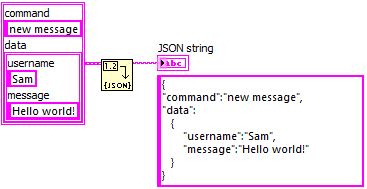 command
new message
data
username
Sam
message
Hello world!
1.2
{JSON}
JSON string
abc
{
"command":"new message",
"data":
{
"username":"Sam",
"message":"Hello world!"
}
}